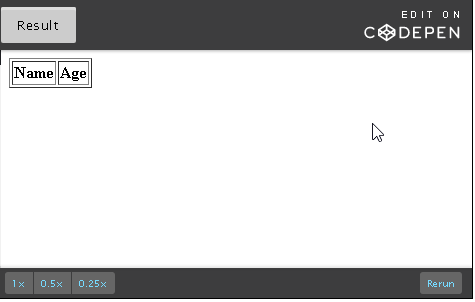 Result
EDIT ON
CODEPEN
Name Age
1× 0.5× 0.25× Rerun